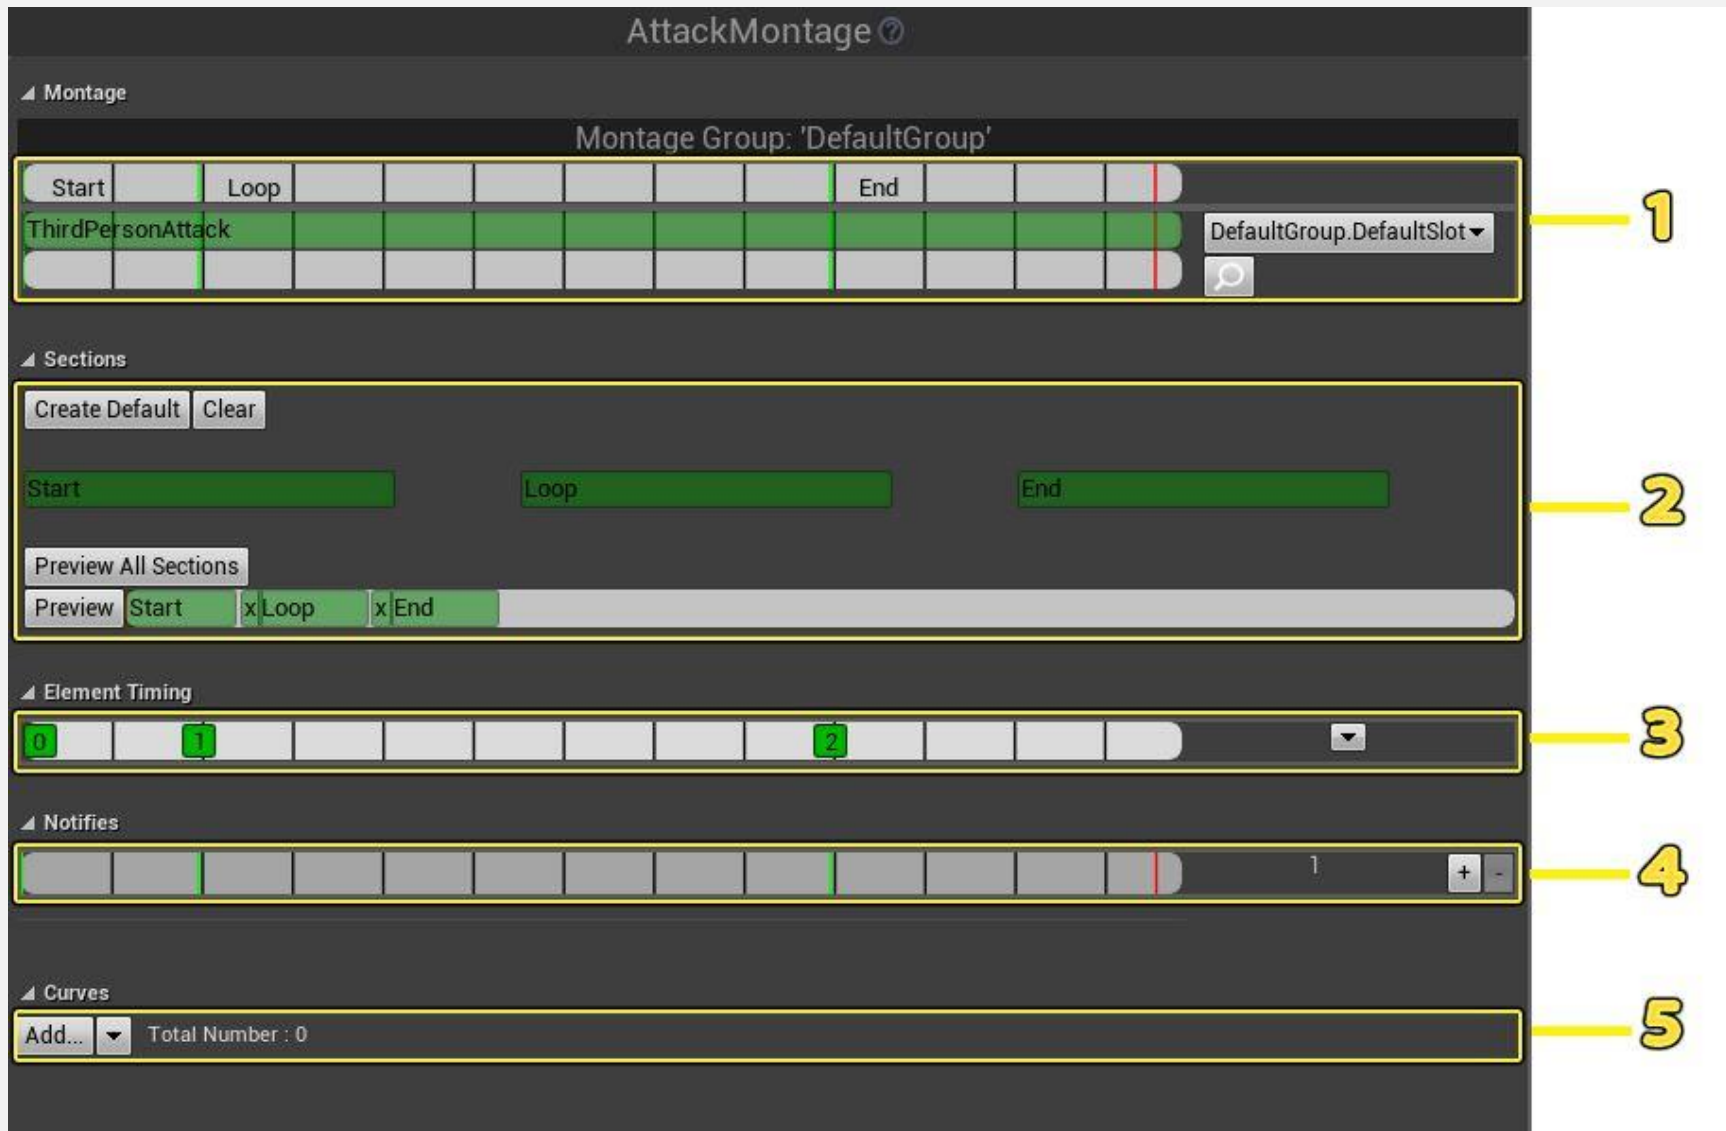 AttackMontage ?
Montage
Montage Group: 'DefaultGroup'
Start Loop End
1
ThirdPersonAttack DefaultGroup.DefaultSlot
Sections
Create Default Clear
Start Loop End
2
Preview All Sections
Preview Start x Loop x End
Element Timing
0 1 2
3
Notifies
1 + -
4
Curves
Add... Total Number : 0
5